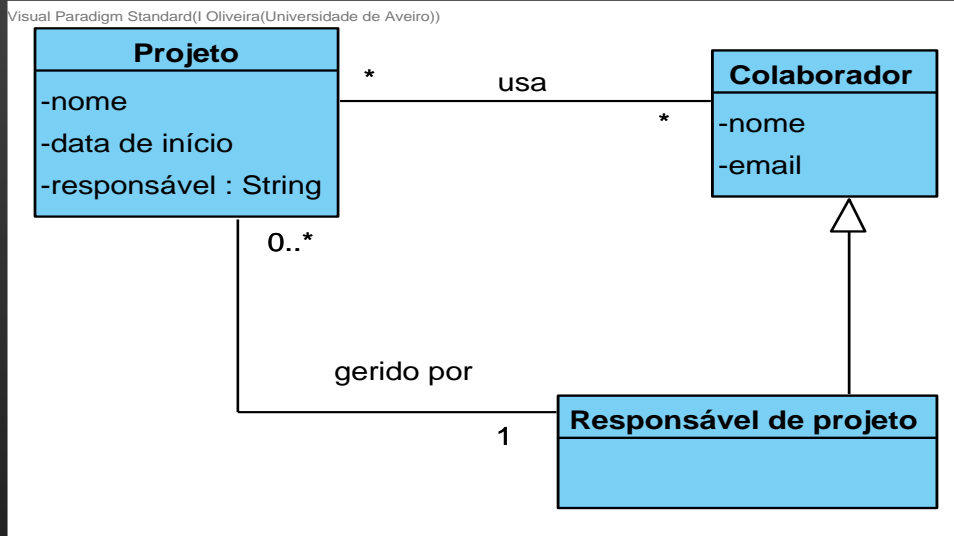 Visual Paradigm Standard(I Oliveira(Universidade de Aveiro))
Projeto
-nome
-data de início
-responsável : String
*
usa
*
Colaborador
-nome
-email
0..*
gerido por
1
Responsável de projeto